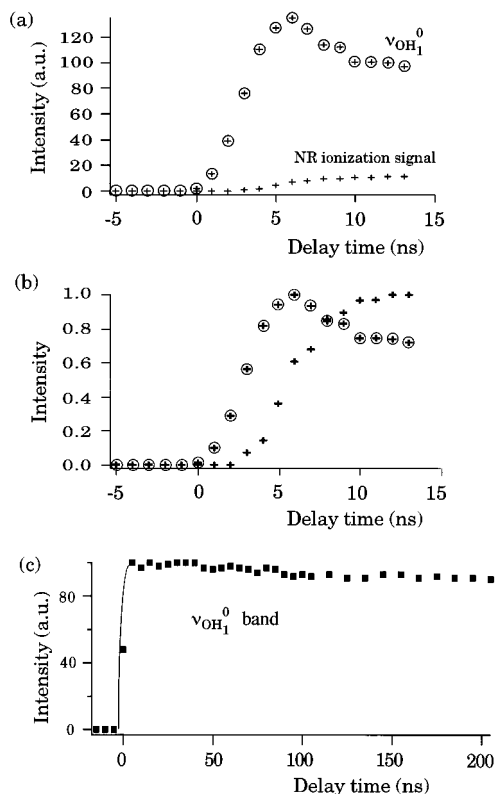 (a)
νOH₁⁰
Intensity (a.u.)
120
100
80
60
40
20
0
NR ionization signal
-5
0
5
10
15
Delay time (ns)
(b)
Intensity
1.0
0.8
0.6
0.4
0.2
0.0
-5
0
5
10
15
Delay time (ns)
(c)
Intensity (a.u.)
80
40
0
νOH₁⁰ band
0
50
100
150
200
Delay time (ns)